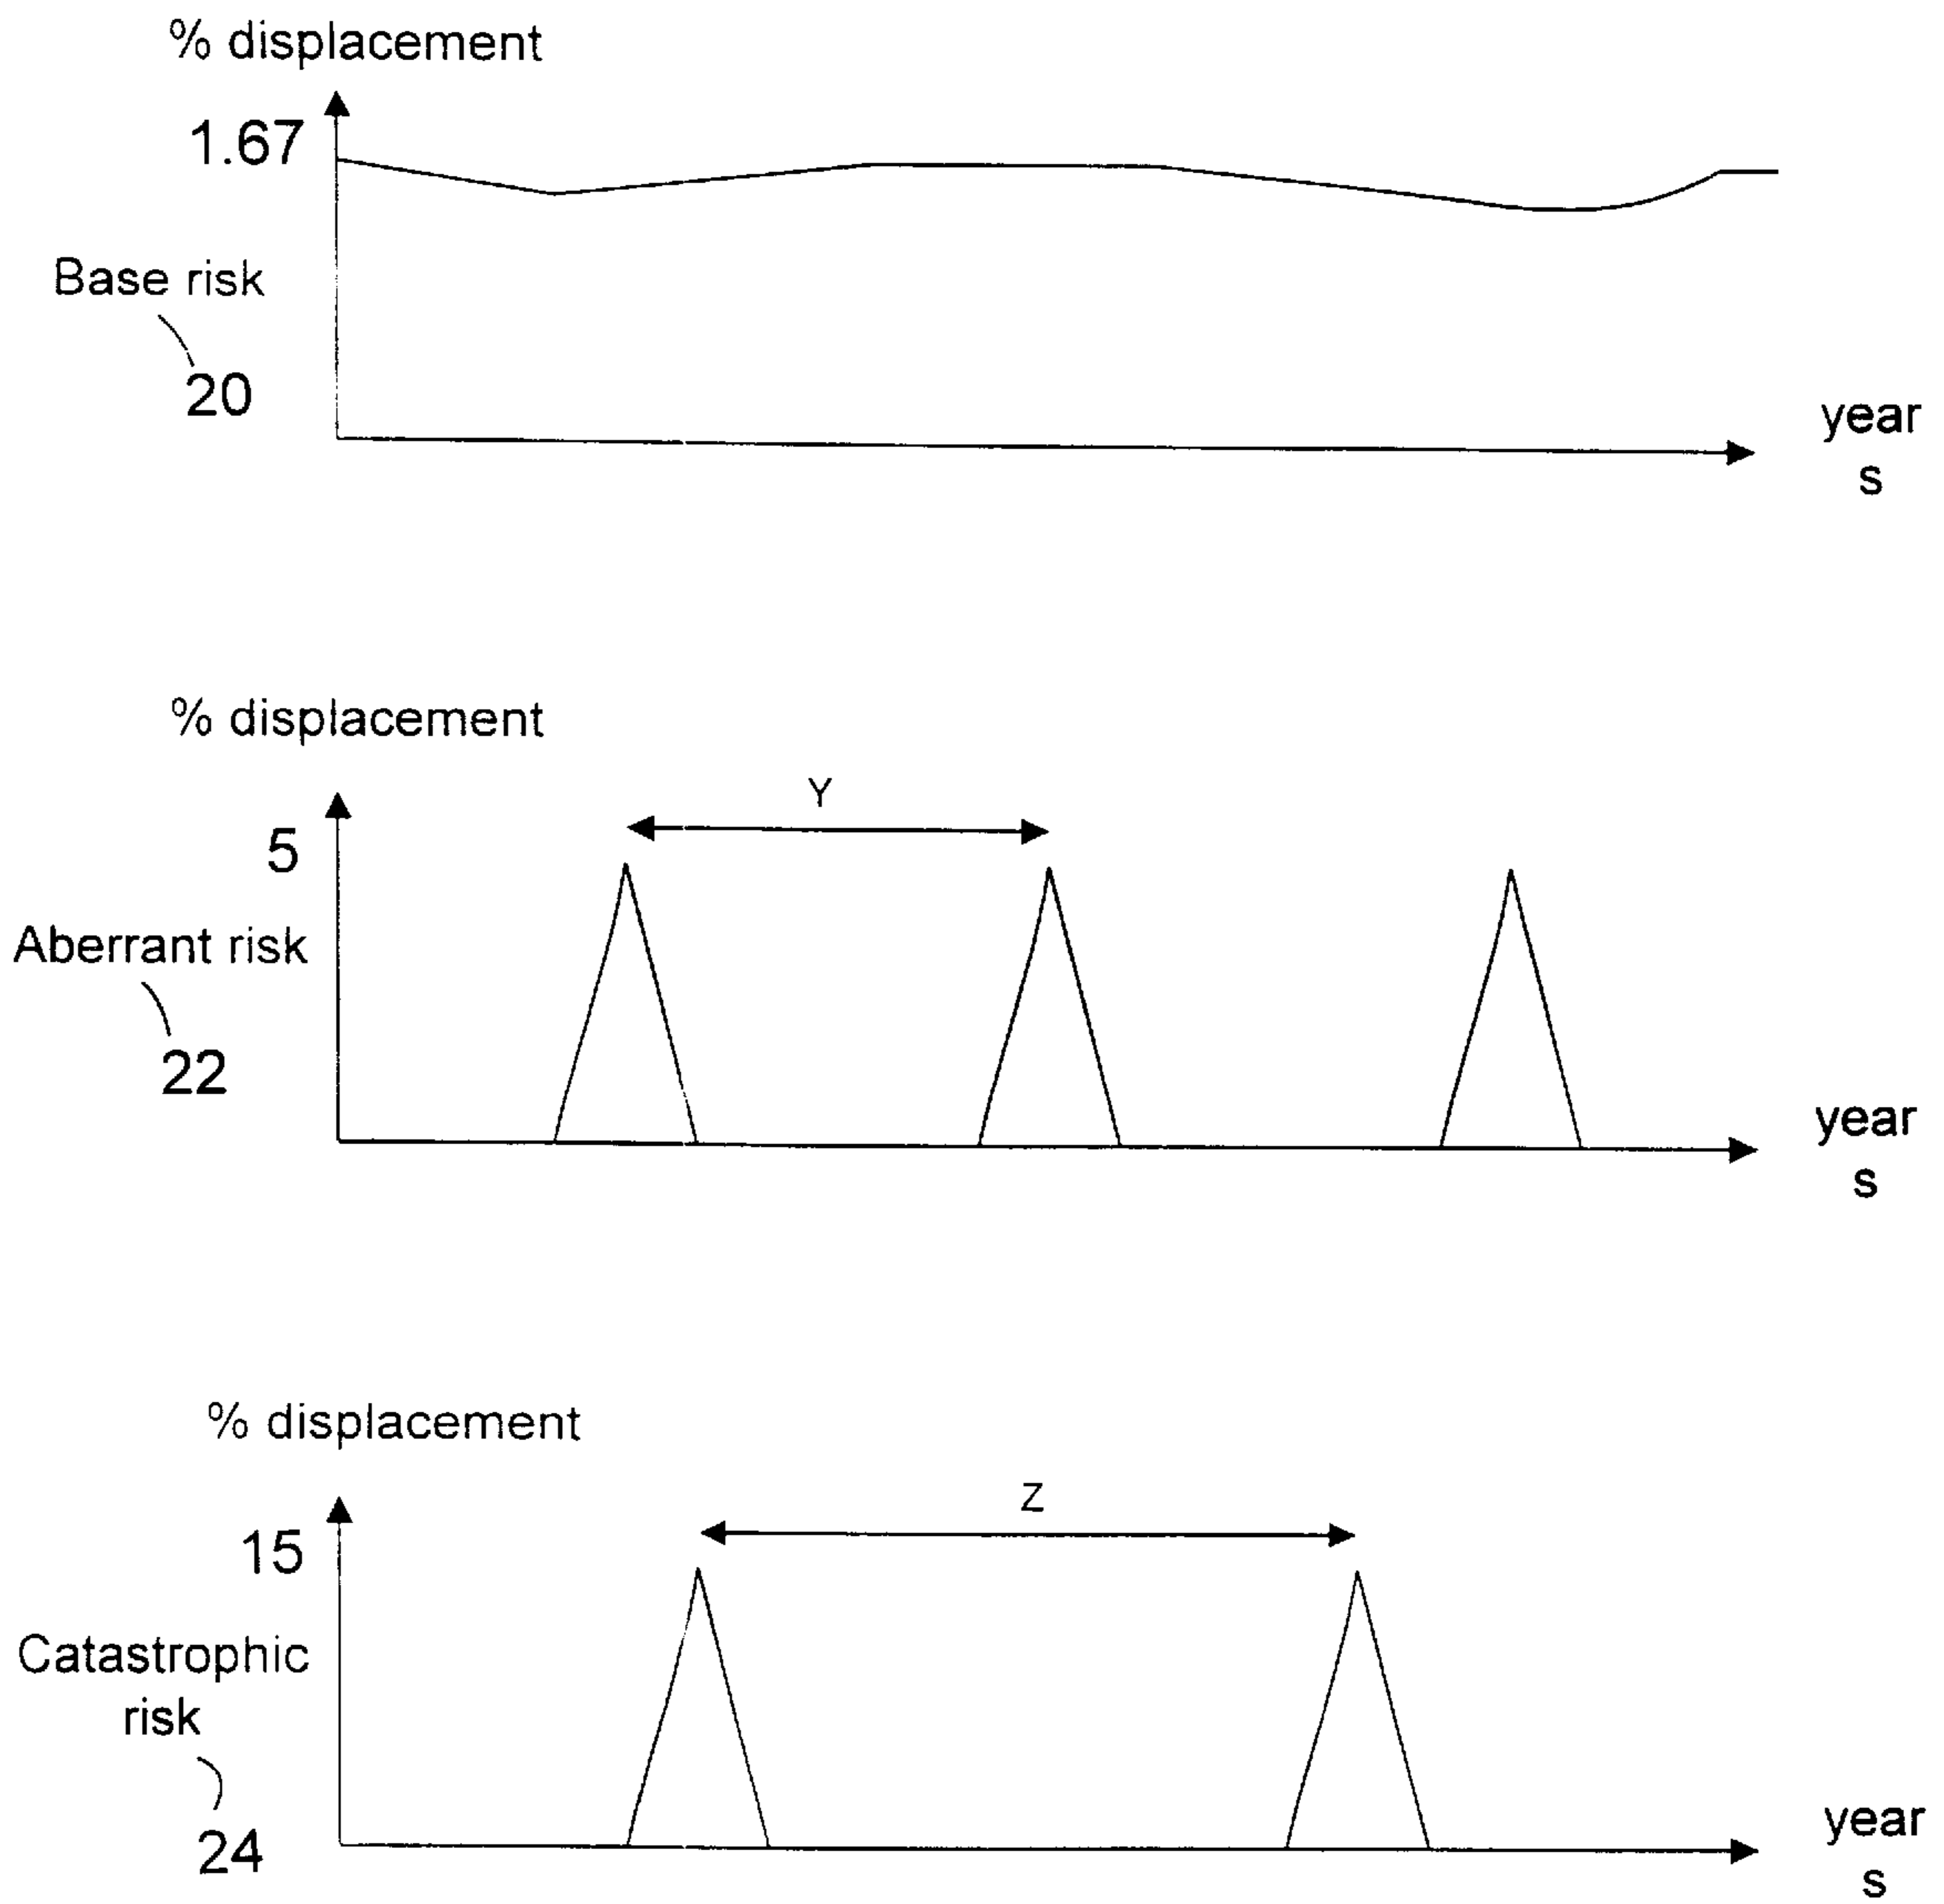 % displacement
1.67
Base risk
20
year
s
% displacement
Y
5
Aberrant risk
22
year
s
% displacement
Z
15
Catastrophic
risk
24
year
s